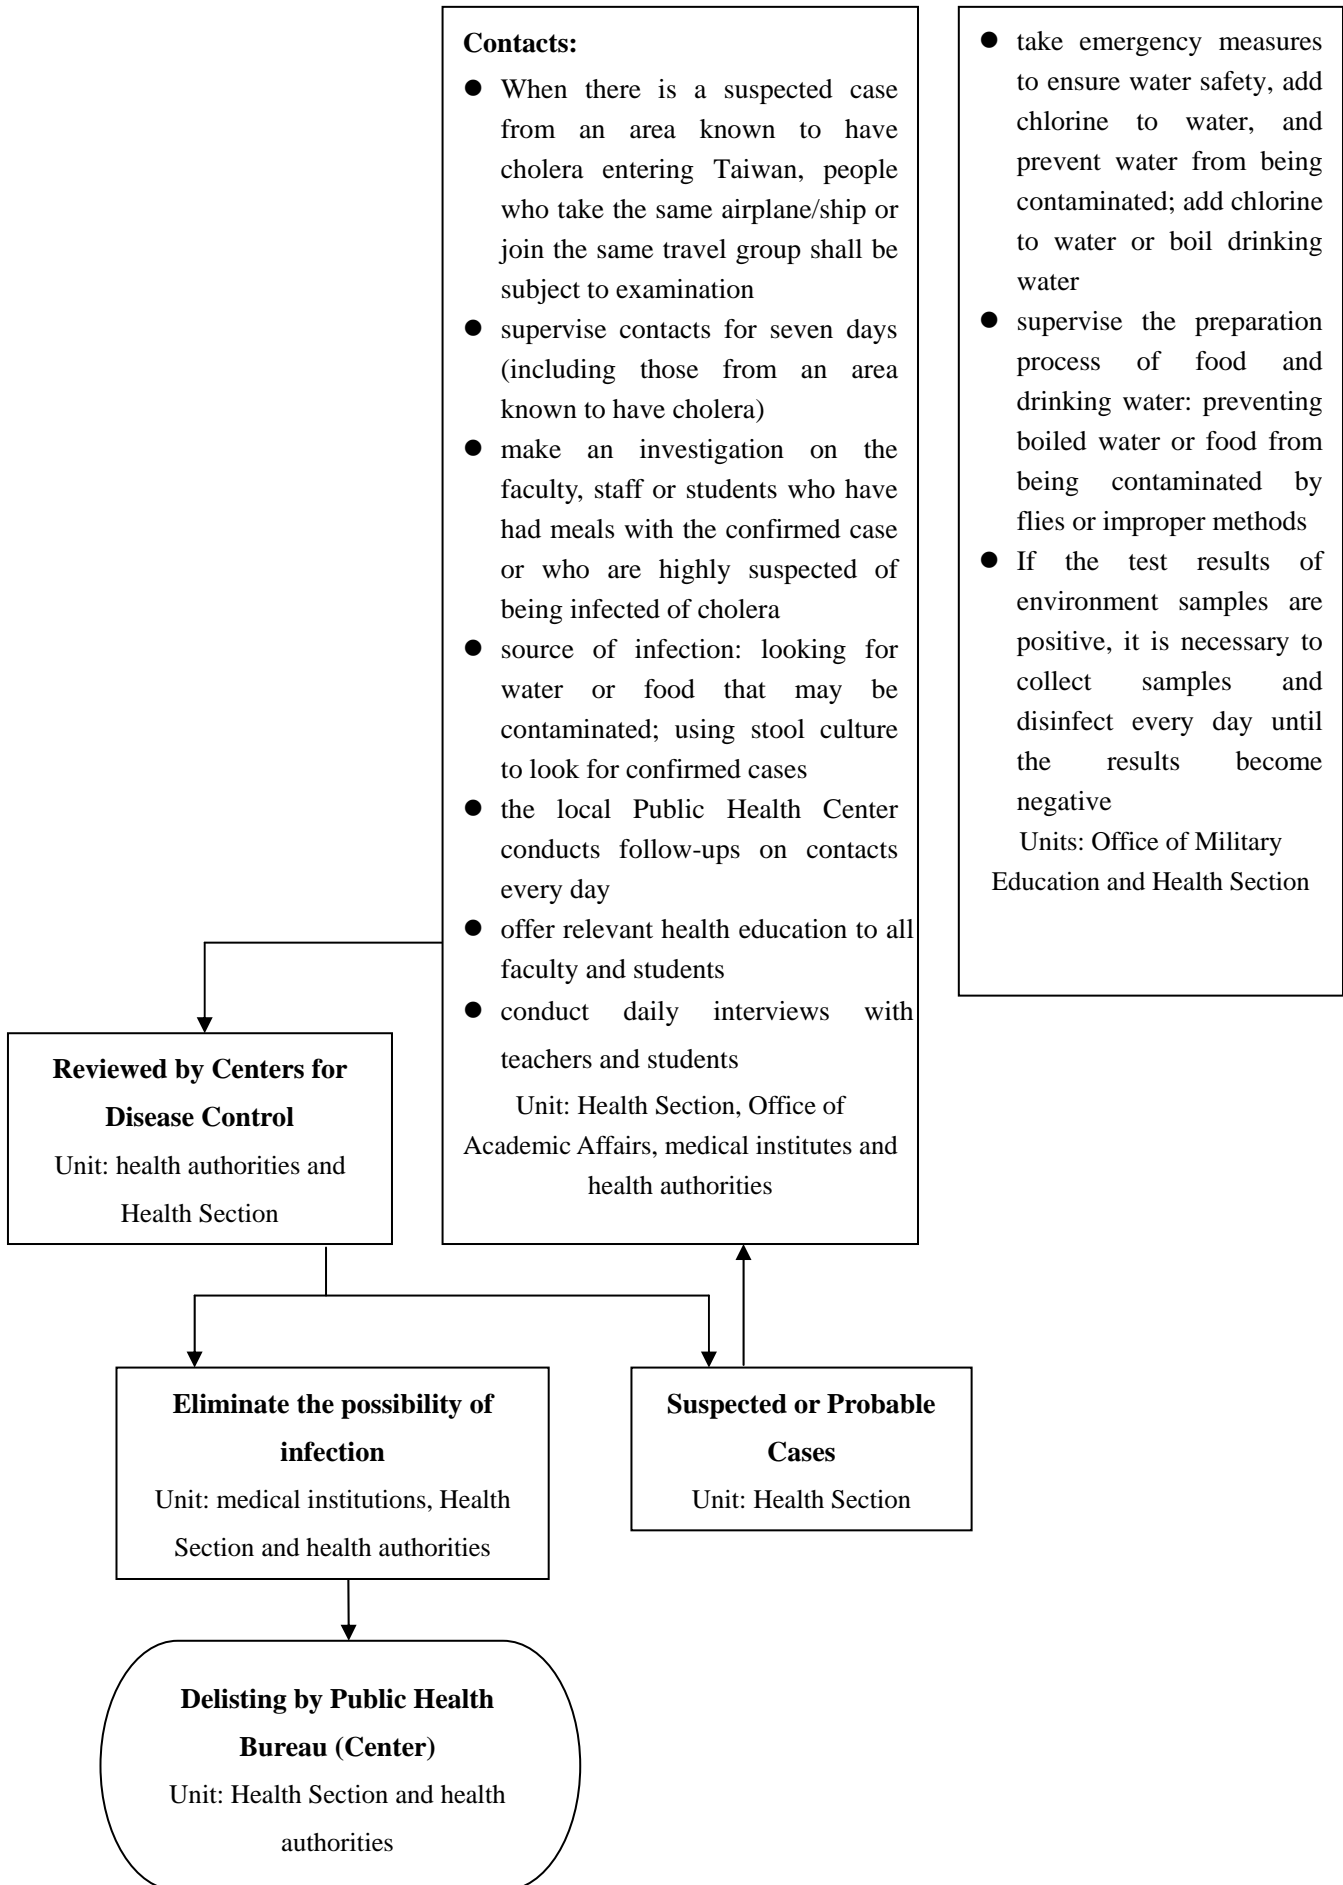 Contacts:
● When there is a suspected case
from an area known to have
cholera entering Taiwan, people
who take the same airplane/ship or
join the same travel group shall be
subject to examination
● supervise contacts for seven days
(including those from an area
known to have cholera)
● make an investigation on the
faculty, staff or students who have
had meals with the confirmed case
or who are highly suspected of
being infected of cholera
● source of infection: looking for
water or food that may be
contaminated; using stool culture
to look for confirmed cases
● the local Public Health Center
conducts follow-ups on contacts
every day
● offer relevant health education to all
faculty and students
● conduct daily interviews with
teachers and students
Unit: Health Section, Office of
Academic Affairs, medical institutes and
health authorities
● take emergency measures
to ensure water safety, add
chlorine to water, and
prevent water from being
contaminated; add chlorine
to water or boil drinking
water
● supervise the preparation
process of food and
drinking water: preventing
boiled water or food from
being contaminated by
flies or improper methods
● If the test results of
environment samples are
positive, it is necessary to
collect samples and
disinfect every day until
the results become
negative
Units: Office of Military
Education and Health Section
Reviewed by Centers for
Disease Control
Unit: health authorities and
Health Section
Eliminate the possibility of
infection
Unit: medical institutions, Health
Section and health authorities
Suspected or Probable
Cases
Unit: Health Section
Delisting by Public Health
Bureau (Center)
Unit: Health Section and health
authorities